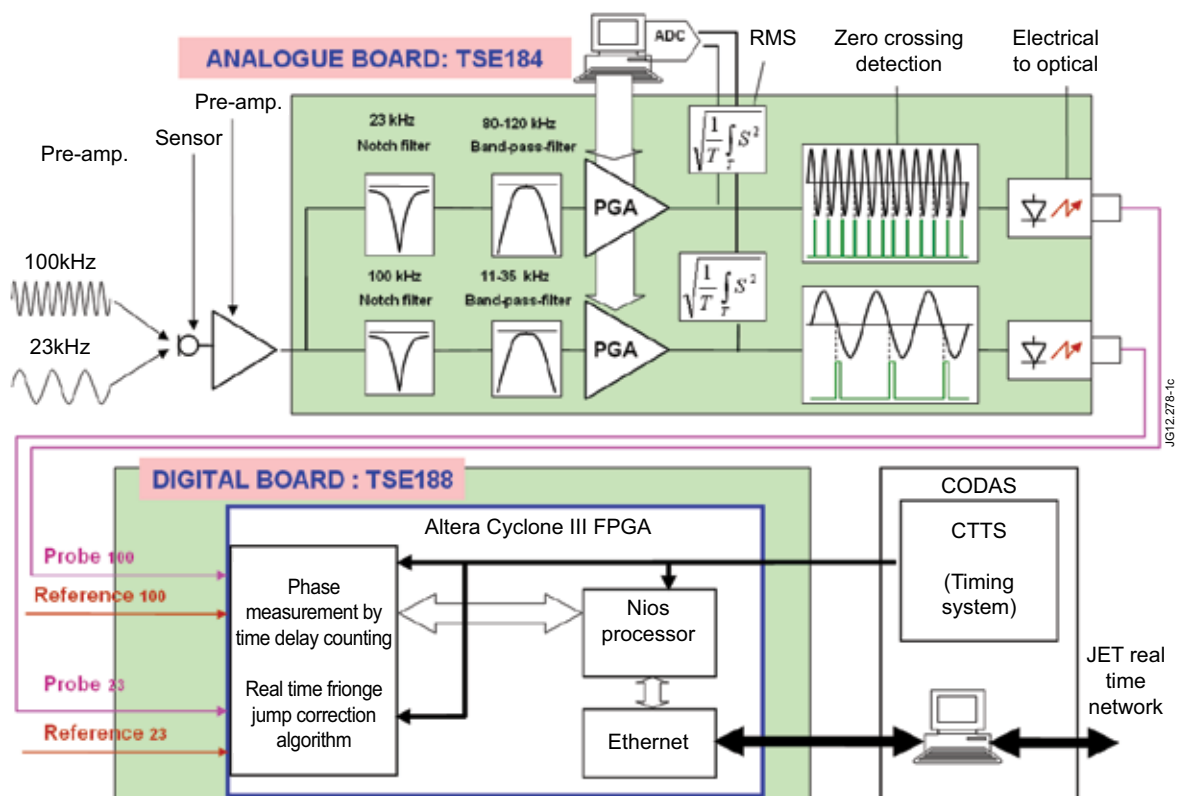 ANALOGUE BOARD: TSE184
ADC
RMS
Zero crossing
detection
Electrical
to optical
Pre-amp.
Sensor
Pre-amp.
100kHz
23kHz
23 kHz
Notch filter
80-120 kHz
Band-pass-filter
PGA
√ 1/T ∫ S²
T
100 kHz
Notch filter
11-35 kHz
Band-pass-filter
PGA
√ 1/T ∫ S²
T
JG12.278-1c
DIGITAL BOARD : TSE188
Altera Cyclone III FPGA
Probe 100
Reference 100
Probe 23
Reference 23
Phase
measurement by
time delay counting
Real time frionge
jump correction
algorithm
Nios
processor
Ethernet
CODAS
CTTS
(Timing
system)
JET real
time
network